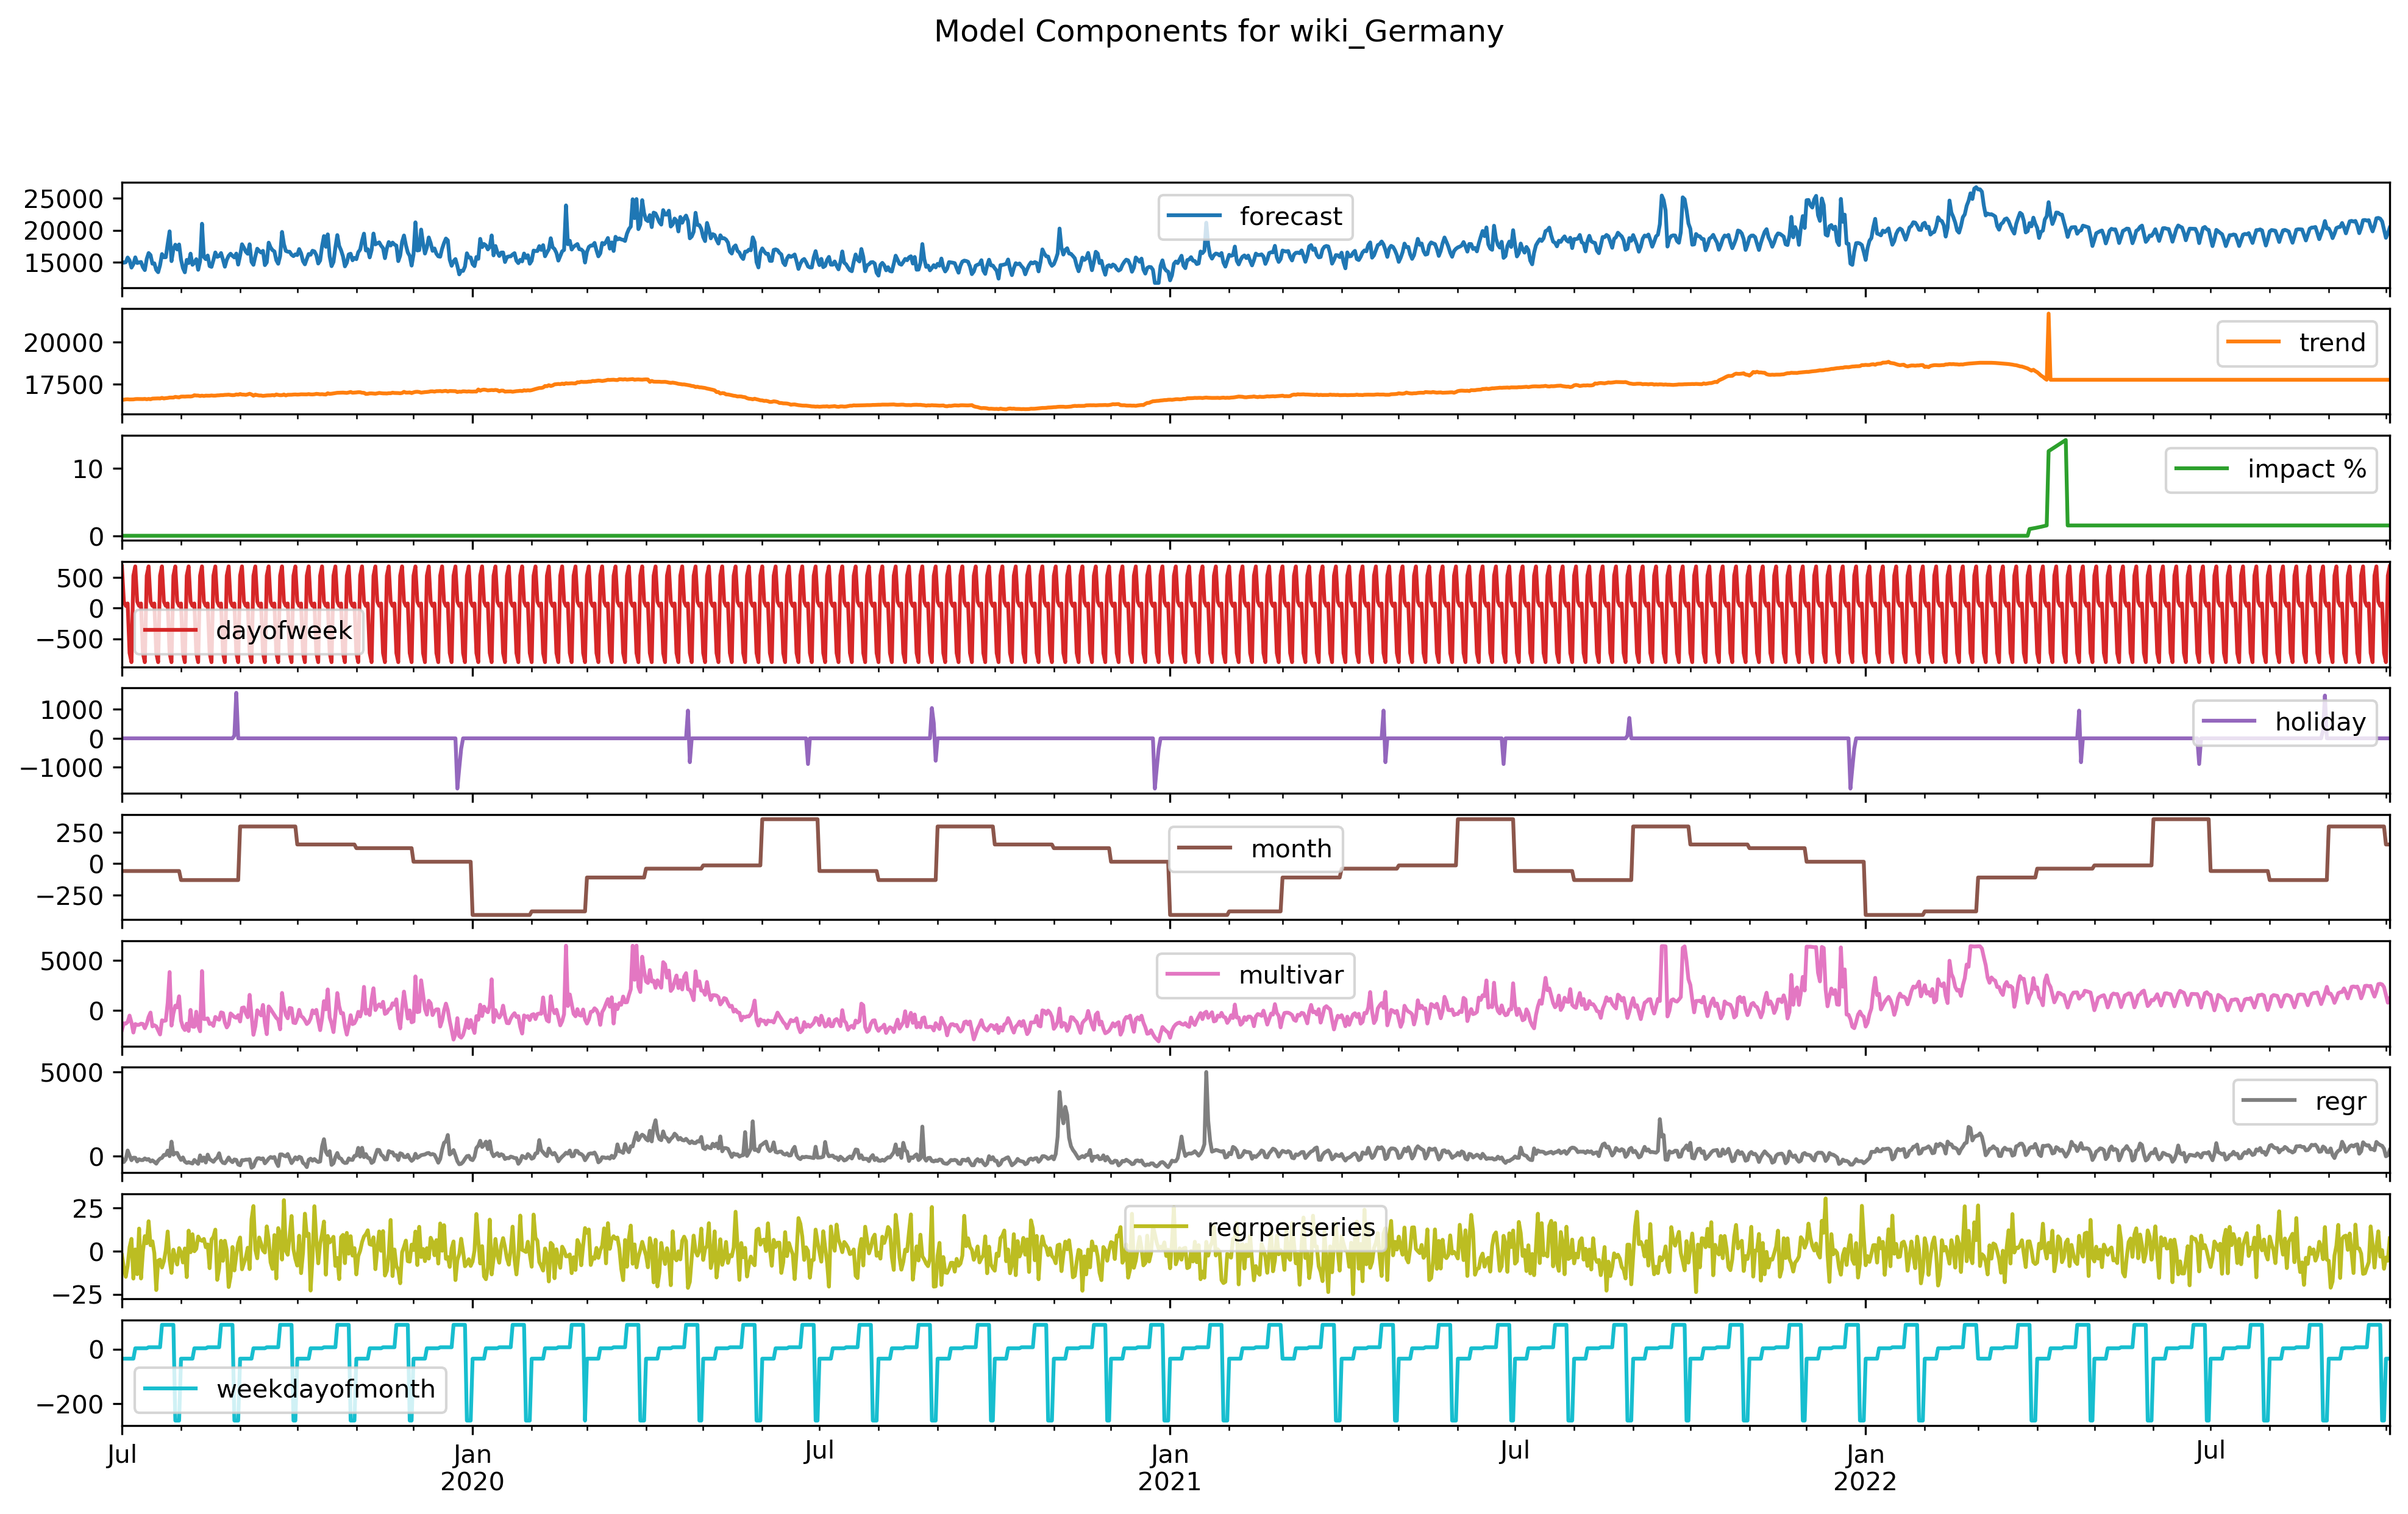 Model Components for wiki_Germany
25000
20000
15000
forecast
20000
17500
trend
10
0
impact %
500
0
−500
dayofweek
1000
0
−1000
holiday
250
0
−250
month
5000
0
multivar
5000
0
regr
25
0
−25
regrperseries
0
−200
weekdayofmonth
Jul Jan Jul Jan Jul Jan Jul
2020 2021 2022